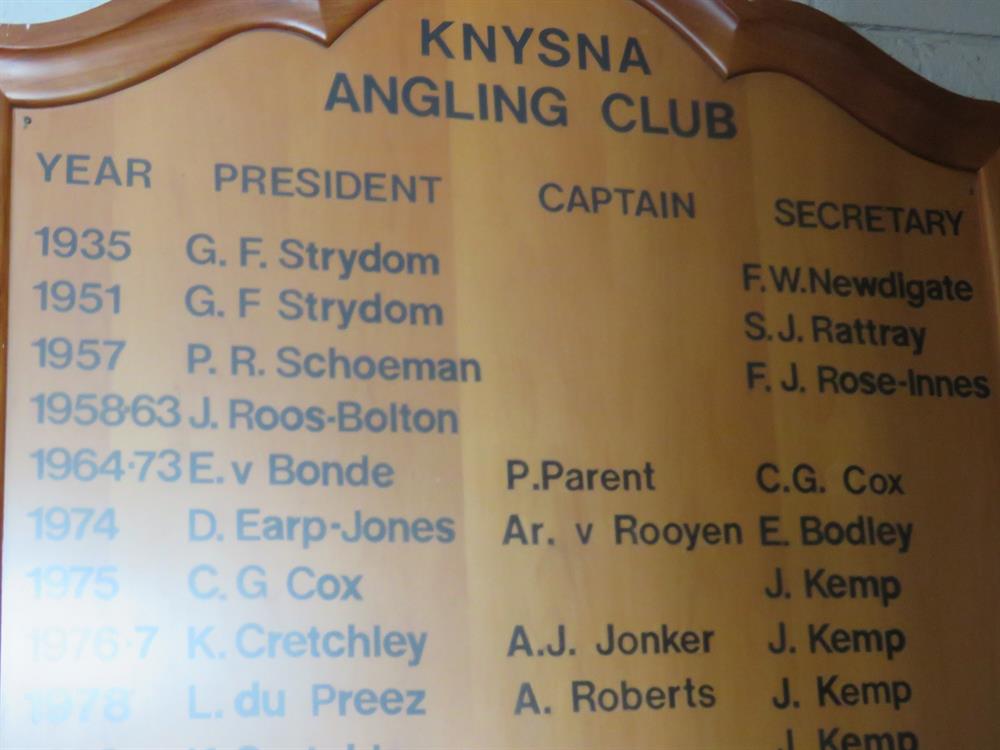 KNYSNA
ANGLING CLUB
YEAR PRESIDENT CAPTAIN SECRETARY
1935 G. F. Strydom F.W.Newdigate
1951 G. F Strydom S.J. Rattray
1957 P. R. Schoeman F. J. Rose-Innes
1958-63 J. Roos-Bolton
1964-73 E. v Bonde P.Parent C.G. Cox
1974 D. Earp-Jones Ar. v Rooyen E. Bodley
1975 C. G Cox J. Kemp
1976-7 K. Cretchley A.J. Jonker J. Kemp
1978 L. du Preez A. Roberts J. Kemp
J. Kemp